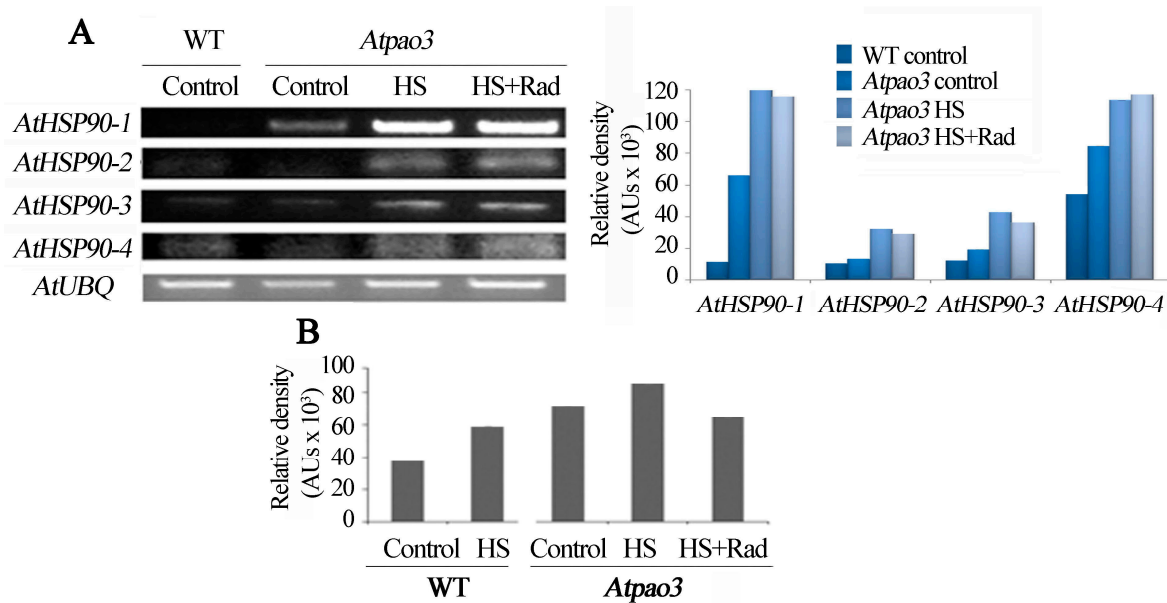 A
WT
Atpao3
Control
Control
HS
HS+Rad
AtHSP90-1
AtHSP90-2
AtHSP90-3
AtHSP90-4
AtUBQ
WT control
Atpao3 control
Atpao3 HS
Atpao3 HS+Rad
Relative density
(AUs x 10³)
120
100
80
60
40
20
0
AtHSP90-1
AtHSP90-2
AtHSP90-3
AtHSP90-4
B
Relative density
(AUs x 10³)
100
80
60
40
20
0
Control
HS
Control
HS
HS+Rad
WT
Atpao3